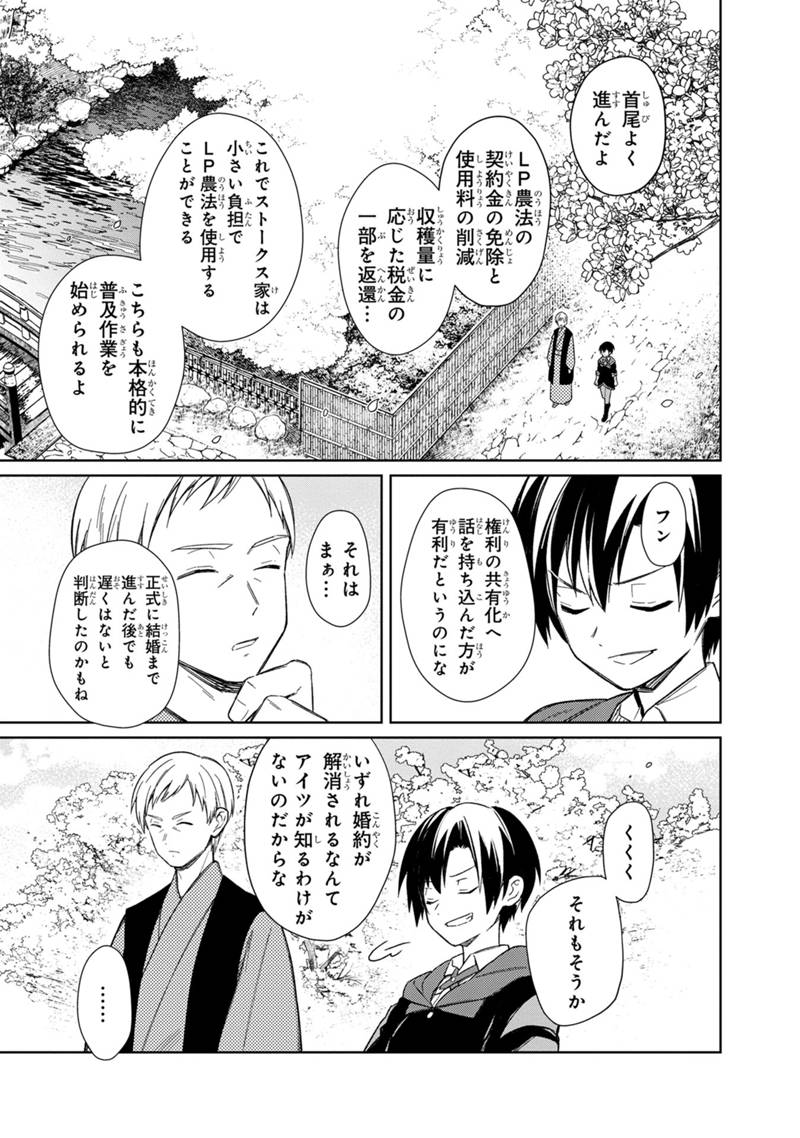 首尾よく
進んだよ
LP農法の
契約金の免除と
使用料の削減
収穫量に
応じた税金の
一部を返還…
これでストークス家は
小さい負担で
LP農法を使用する
ことができる
こちらも本格的に
普及作業を
始められるよ
フン
権利の共有化へ
話を持ち込んだ方が
有利だというのにな
それは
まぁ…
正式に結婚まで
進んだ後でも
遅くはないと
判断したのかもね
くくく
それもそうか
いずれ婚約が
解消されるなんて
アイツが知るわけが
ないのだからな
……